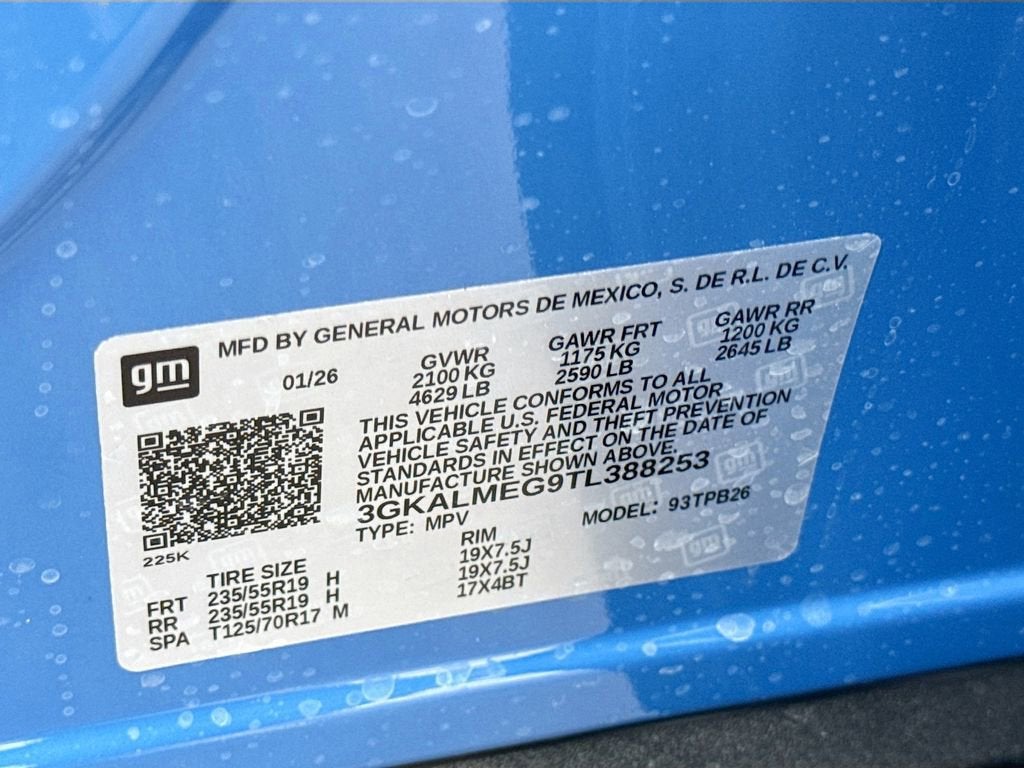 MFD BY GENERAL MOTORS DE MEXICO, S. DE R.L. DE C.V.
gm
01/26
GVWR GAWR FRT GAWR RR
2100 KG 1175 KG 1200 KG
4629 LB 2590 LB 2645 LB
THIS VEHICLE CONFORMS TO ALL
APPLICABLE U.S. FEDERAL MOTOR
VEHICLE SAFETY AND THEFT PREVENTION
STANDARDS IN EFFECT ON THE DATE OF
MANUFACTURE SHOWN ABOVE.
3GKALMEG9TL388253
TYPE: MPV MODEL: 93TPB26
225K
TIRE SIZE RIM
FRT 235/55R19 H 19X7.5J
RR 235/55R19 H 19X7.5J
SPA T125/70R17 M 17X4BT